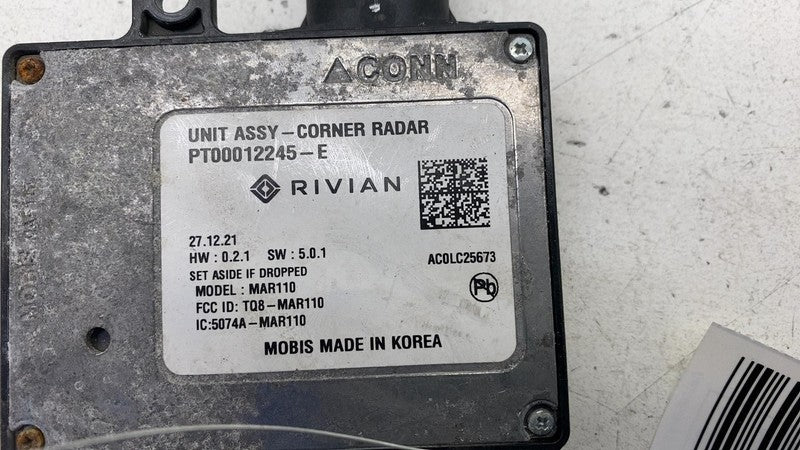 △CONN
UNIT ASSY-CORNER RADAR
PT00012245-E
RIVIAN
27.12.21
HW : 0.2.1 SW : 5.0.1
AC0LC25673
SET ASIDE IF DROPPED
MODEL : MAR110
Pb
FCC ID: TQ8-MAR110
IC:5074A-MAR110
MOBIS MADE IN KOREA